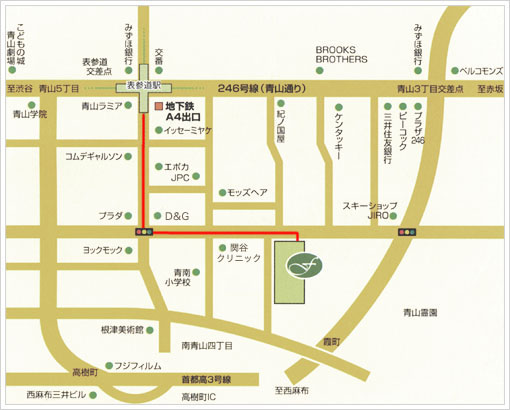 こどもの城
青山劇場
みずほ銀行
表参道
交差点
交番
BROOKS
BROTHERS
みずほ銀行
ベルコモンズ
表参道駅
至渋谷
青山5丁目
246号線(青山通り)
青山3丁目交差点
至赤坂
青山学院
青山ラミア
地下鉄
A4出口
イッセーミヤケ
紀ノ国屋
ケンタッキー
三井住友銀行
ピーコック
プラザ246
コムデギャルソン
エポカ
JPC
モッズヘア
プラダ
D&G
スキーショップ
JIRO
ヨックモック
関谷
クリニック
青南
小学校
青山霊園
根津美術館
南青山四丁目
霞町
フジフィルム
高樹町
首都高3号線
至西麻布
西麻布三井ビル
高樹町IC